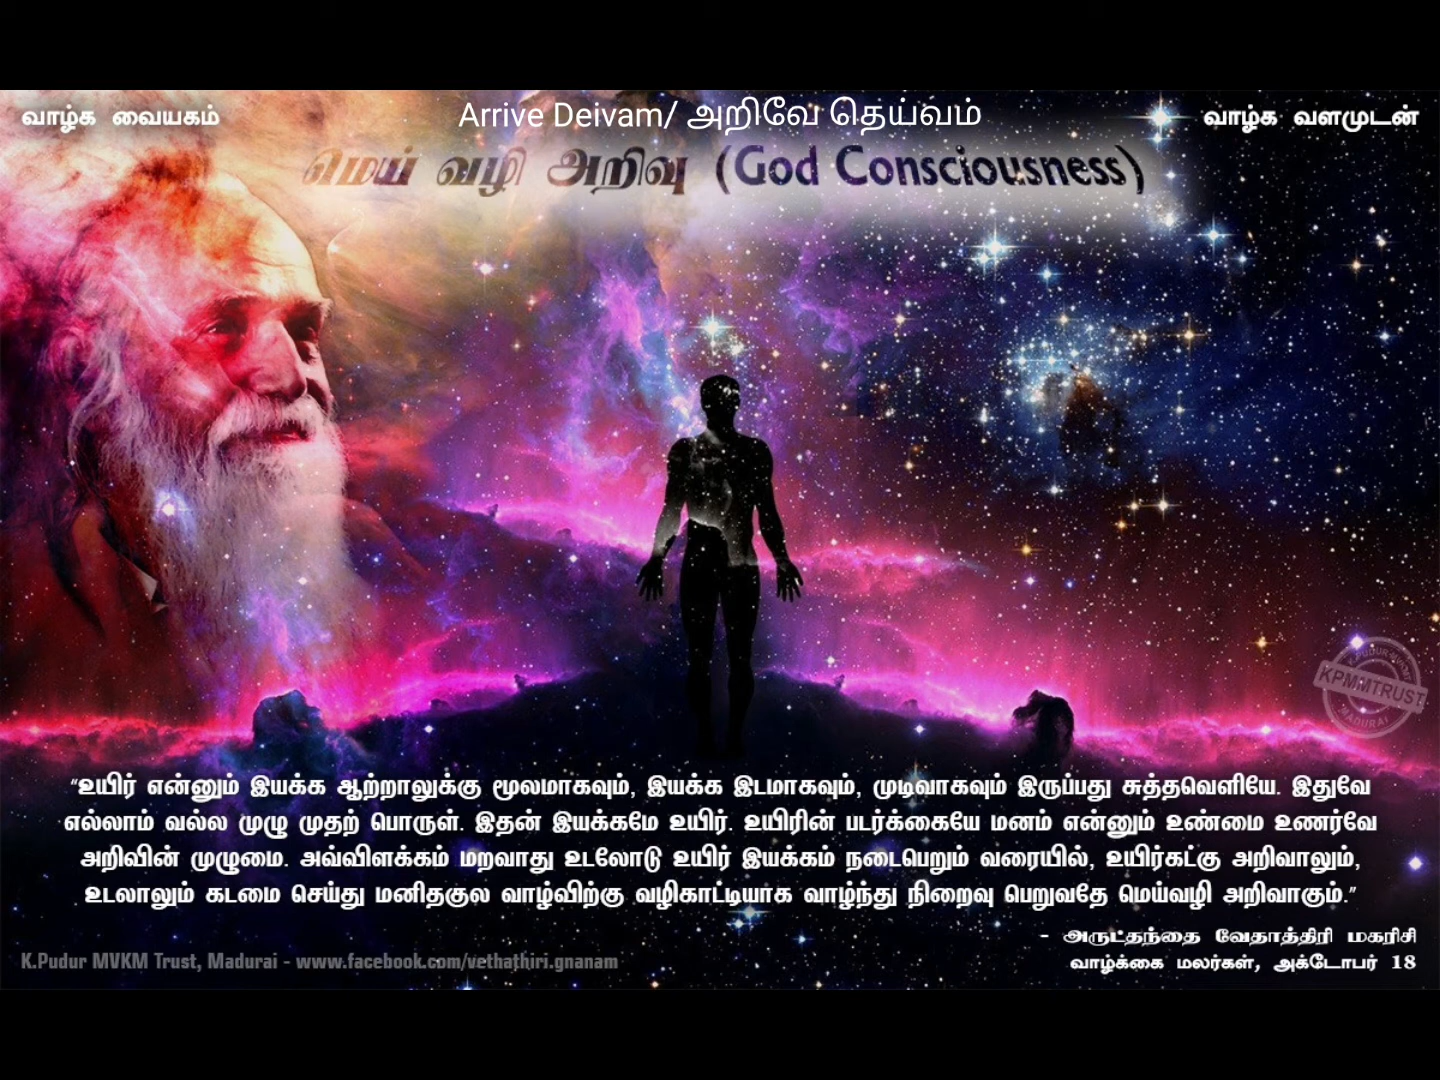 வாழ்க வையகம்
Arrive Deivam/ அறிவே தெய்வம்
வாழ்க வளமுடன்
மெய் வழி அறிவு (God Consciousness)
K.PUDUR MVKM
KPMMTRUST
MADURAI
“உயிர் என்னும் இயக்க ஆற்றாலுக்கு மூலமாகவும், இயக்க இடமாகவும், முடிவாகவும் இருப்பது சுத்தவெளியே. இதுவே
எல்லாம் வல்ல முழு முதற் பொருள். இதன் இயக்கமே உயிர். உயிரின் படர்க்கையே மனம் என்னும் உண்மை உணர்வே
அறிவின் முழுமை. அவ்விளக்கம் மறவாது உடலோடு உயிர் இயக்கம் நடைபெறும் வரையில், உயிர்கட்கு அறிவாலும்,
உடலாலும் கடமை செய்து மனிதகுல வாழ்விற்கு வழிகாட்டியாக வாழ்ந்து நிறைவு பெறுவதே மெய்வழி அறிவாகும்.”
- அருட்தந்தை வேதாத்திரி மகரிசி
K.Pudur MVKM Trust, Madurai - www.facebook.com/vethathiri.gnanam
வாழ்க்கை மலர்கள், அக்டோபர் 18